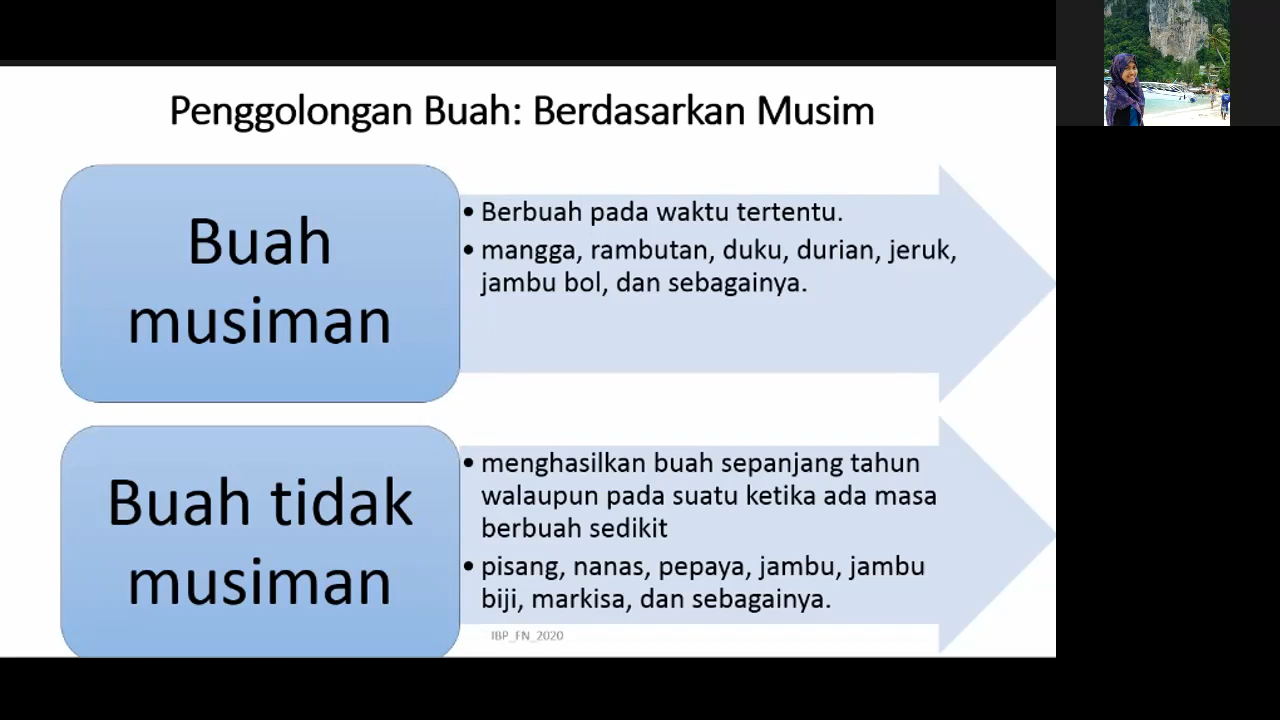 Penggolongan Buah: Berdasarkan Musim
Buah
musiman
• Berbuah pada waktu tertentu.
• mangga, rambutan, duku, durian, jeruk,
jambu bol, dan sebagainya.
Buah tidak
musiman
• menghasilkan buah sepanjang tahun
walaupun pada suatu ketika ada masa
berbuah sedikit
• pisang, nanas, pepaya, jambu, jambu
biji, markisa, dan sebagainya.
IBP_FN_2020